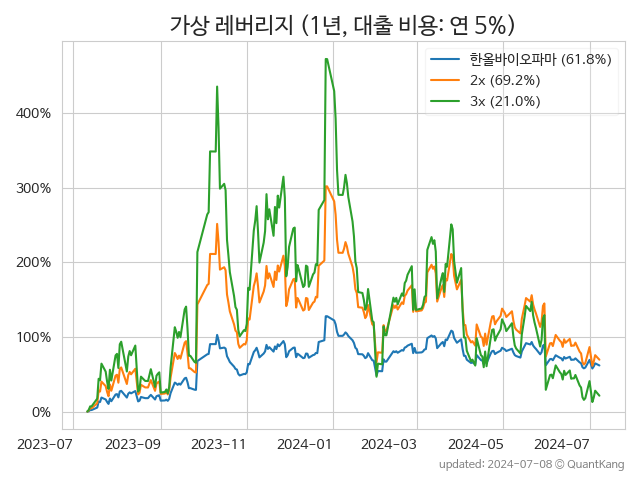 가상 레버리지 (1년, 대출 비용: 연 5%)
한올바이오파마 (61.8%)
2x (69.2%)
3x (21.0%)
400%
300%
200%
100%
0%
2023-07 2023-09 2023-11 2024-01 2024-03 2024-05 2024-07
updated: 2024-07-08 © QuantKang